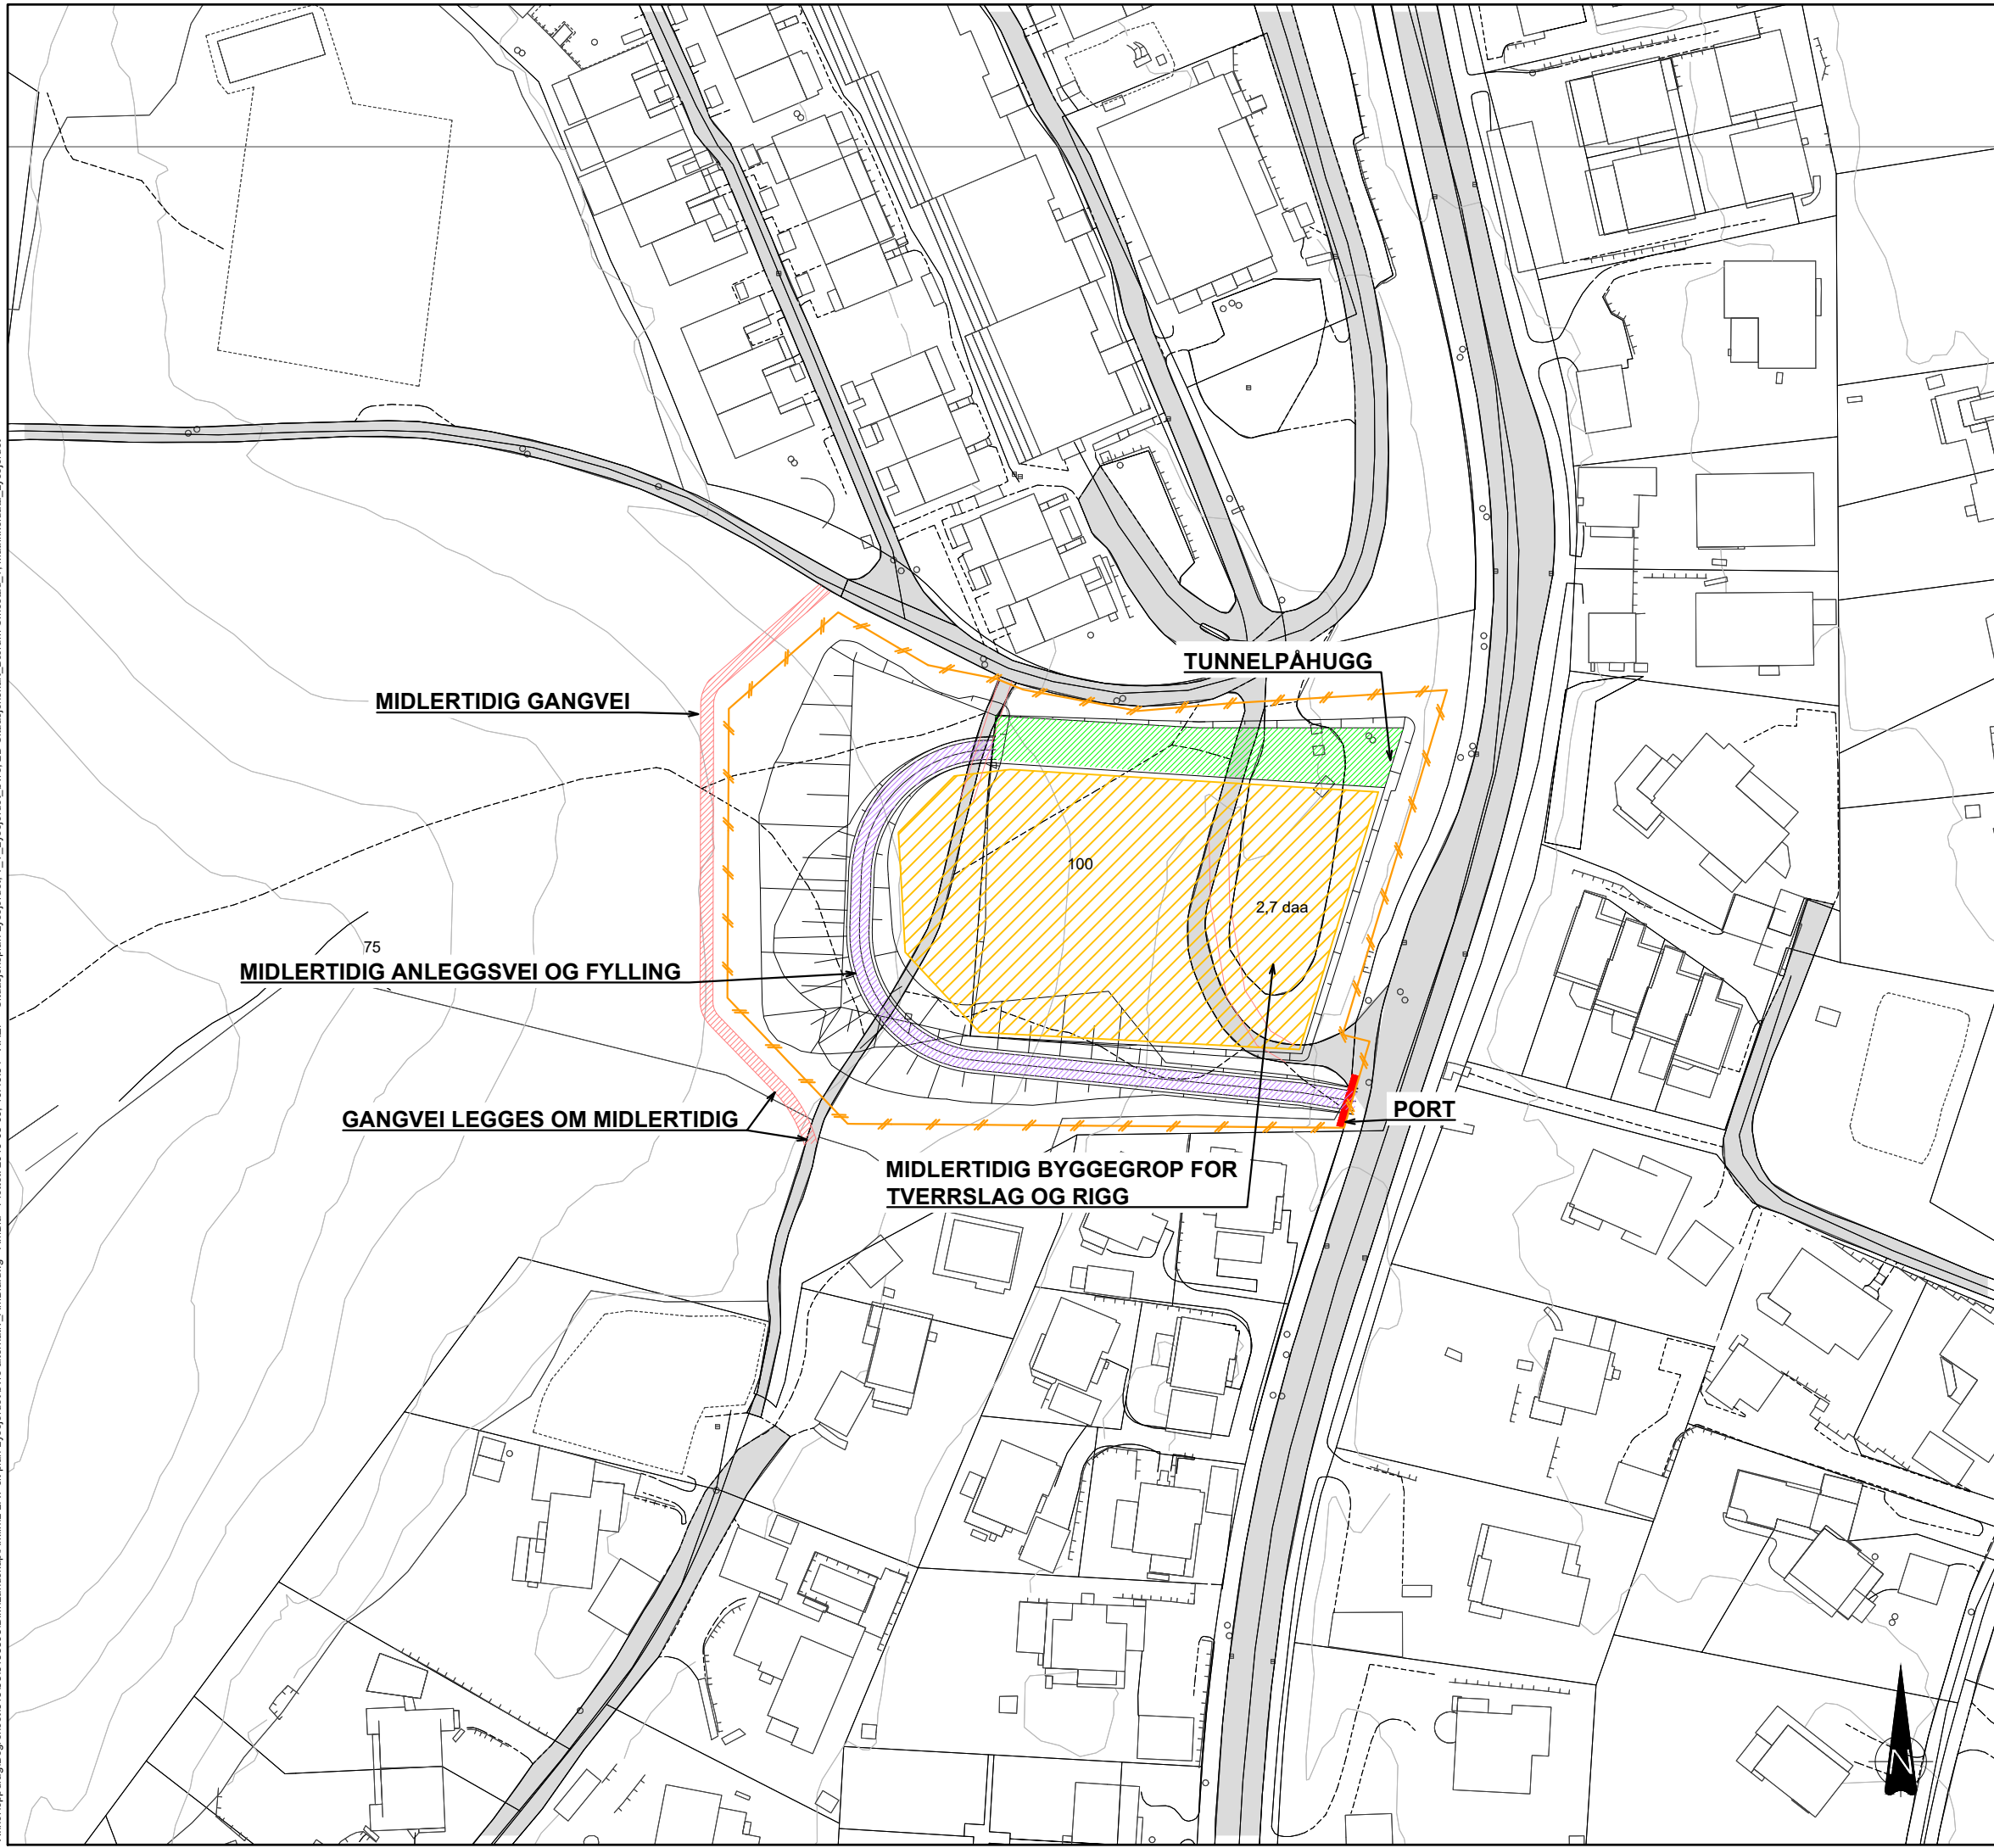 TUNNELPÅHUGG
MIDLERTIDIG GANGVEI
100
2,7 daa
75
MIDLERTIDIG ANLEGGSVEI OG FYLLING
GANGVEI LEGGES OM MIDLERTIDIG
PORT
MIDLERTIDIG BYGGEGROP FOR
TVERRSLAG OG RIGG
N